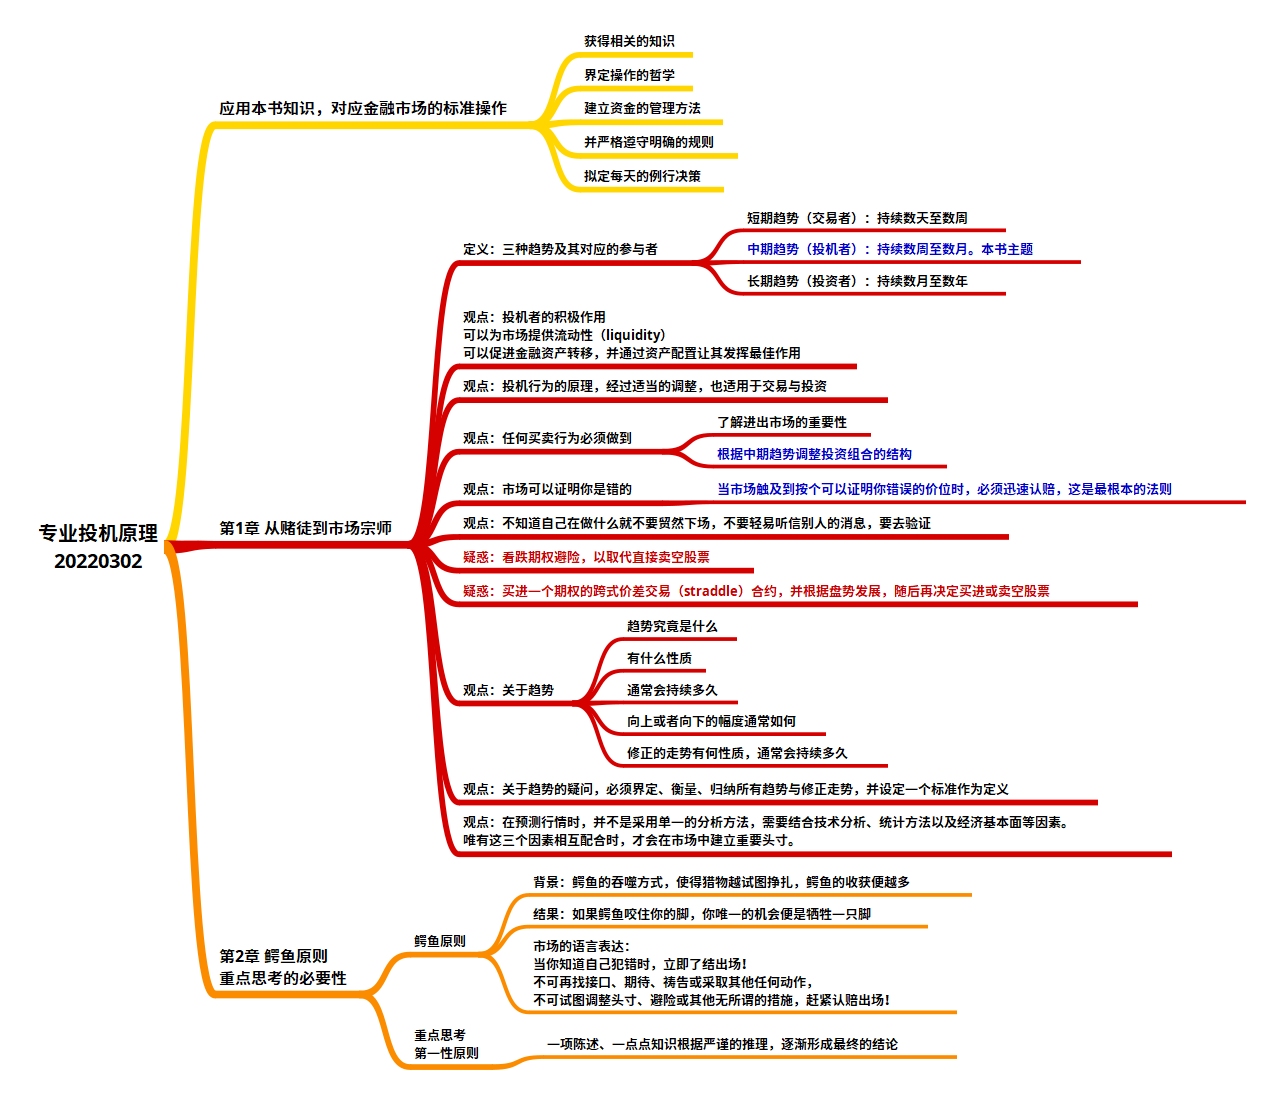 专业投机原理
20220302
应用本书知识，对应金融市场的标准操作
获得相关的知识
界定操作的哲学
建立资金的管理方法
并严格遵守明确的规则
拟定每天的例行决策
第1章 从赌徒到市场宗师
定义：三种趋势及其对应的参与者
短期趋势（交易者）：持续数天至数周
中期趋势（投机者）：持续数周至数月。本书主题
长期趋势（投资者）：持续数月至数年
观点：投机者的积极作用
可以为市场提供流动性（liquidity）
可以促进金融资产转移，并通过资产配置让其发挥最佳作用
观点：投机行为的原理，经过适当的调整，也适用于交易与投资
观点：任何买卖行为必须做到
了解进出市场的重要性
根据中期趋势调整投资组合的结构
观点：市场可以证明你是错的
当市场触及到按个可以证明你错误的价位时，必须迅速认赔，这是最根本的法则
观点：不知道自己在做什么就不要贸然下场，不要轻易听信别人的消息，要去验证
疑惑：看跌期权避险，以取代直接卖空股票
疑惑：买进一个期权的跨式价差交易（straddle）合约，并根据盘势发展，随后再决定买进或卖空股票
观点：关于趋势
趋势究竟是什么
有什么性质
通常会持续多久
向上或者向下的幅度通常如何
修正的走势有何性质，通常会持续多久
观点：关于趋势的疑问，必须界定、衡量、归纳所有趋势与修正走势，并设定一个标准作为定义
观点：在预测行情时，并不是采用单一的分析方法，需要结合技术分析、统计方法以及经济基本面等因素。
唯有这三个因素相互配合时，才会在市场中建立重要头寸。
第2章 鳄鱼原则
重点思考的必要性
鳄鱼原则
背景：鳄鱼的吞噬方式，使得猎物越试图挣扎，鳄鱼的收获便越多
结果：如果鳄鱼咬住你的脚，你唯一的机会便是牺牲一只脚
市场的语言表达：
当你知道自己犯错时，立即了结出场！
不可再找接口、期待、祷告或采取其他任何动作，
不可试图调整头寸、避险或其他无所谓的措施，赶紧认赔出场！
重点思考
第一性原则
一项陈述、一点点知识根据严谨的推理，逐渐形成最终的结论